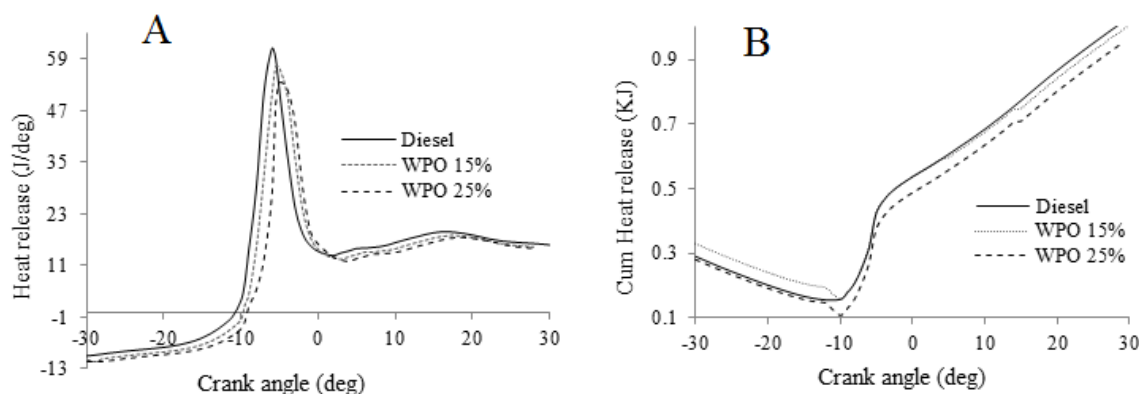 A
Heat release (J/deg)
59
47
35
23
11
-1
-13
Diesel
WPO 15%
WPO 25%
-30 -20 -10 0 10 20 30
Crank angle (deg)
B
Cum Heat release (KJ)
0.9
0.7
0.5
0.3
0.1
Diesel
WPO 15%
WPO 25%
-30 -20 -10 0 10 20 30
Crank angle (deg)